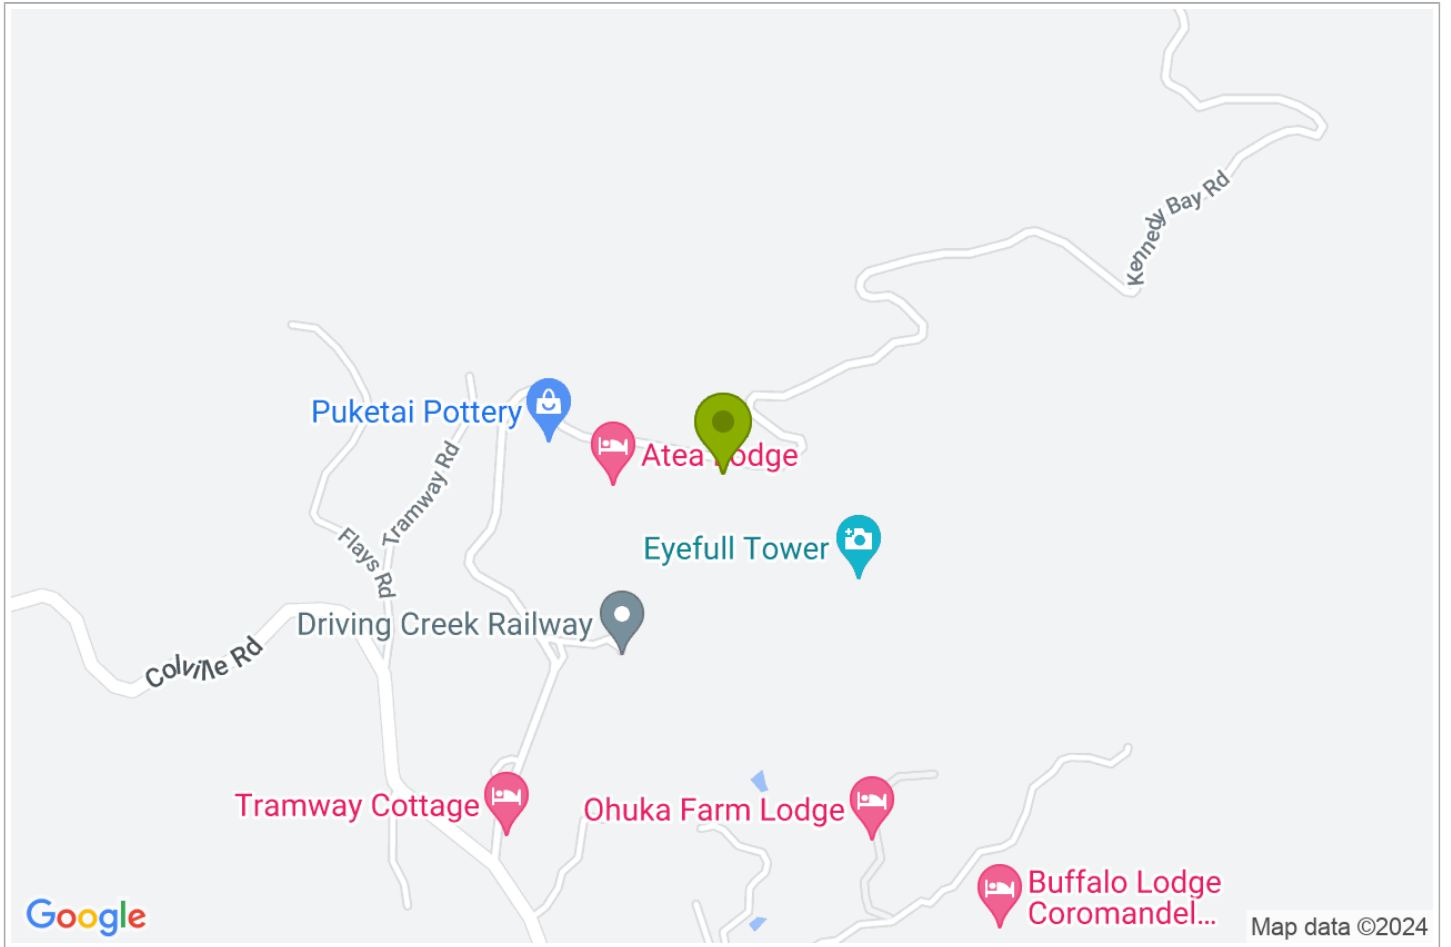 Kennedy Bay Rd
Puketai Pottery
Tramway Rd
Atea Lodge
Flays Rd
Eyefull Tower
Driving Creek Railway
Colville Rd
Tramway Cottage
Ohuka Farm Lodge
Buffalo Lodge
Coromandel...
Google
Map data ©2024